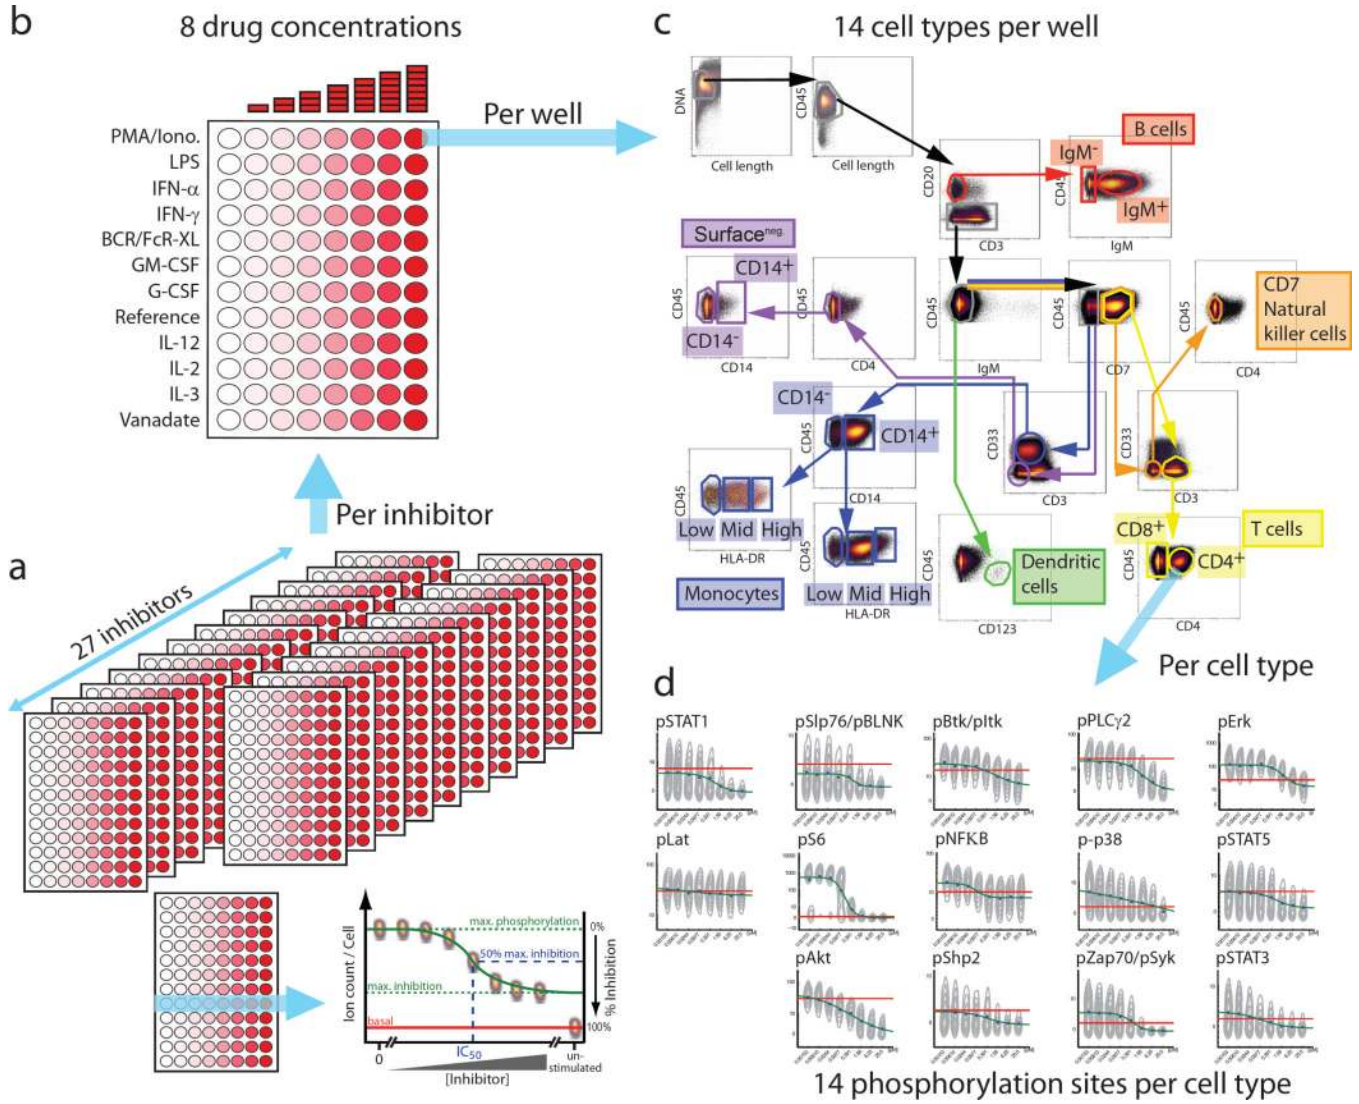 b
8 drug concentrations
PMA/Iono.
LPS
IFN-α
IFN-γ
BCR/FcR-XL
GM-CSF
G-CSF
Reference
IL-12
IL-2
IL-3
Vanadate
Per well
Per inhibitor
a
27 inhibitors
Ion count / Cell
max. phosphorylation
50% max. inhibition
max. inhibition
basal
0%
% Inhibition
100%
0
IC50
[Inhibitor]
un-
stimulated
c
14 cell types per well
DNA
Cell length
CD45
Cell length
CD20
CD3
B cells
IgM-
CD45
IgM+
IgM
Surface neg.
CD14+
CD45
CD14-
CD14
CD45
CD4
CD45
IgM
CD45
CD7
CD7
Natural
killer cells
CD45
CD4
CD14-
CD45
CD14+
CD14
CD33
CD3
CD33
CD3
CD45
Low Mid High
HLA-DR
Monocytes
CD45
Low Mid High
HLA-DR
CD45
Dendritic
cells
CD123
CD8+
T cells
CD45
CD4+
CD4
Per cell type
d
pSTAT1
pSlp76/pBLNK
pBtk/pItk
pPLCγ2
pErk
pLat
pS6
pNFKB
p-p38
pSTAT5
pAkt
pShp2
pZap70/pSyk
pSTAT3
14 phosphorylation sites per cell type